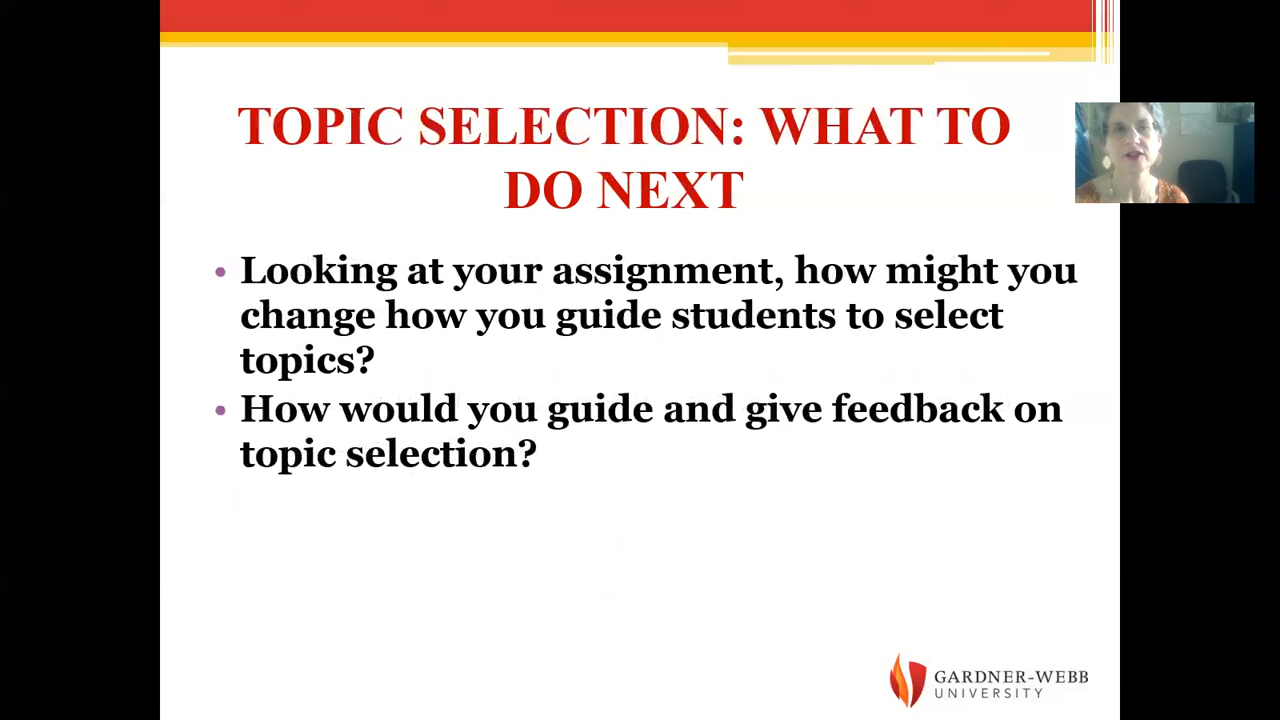 TOPIC SELECTION: WHAT TO
DO NEXT
• Looking at your assignment, how might you
change how you guide students to select
topics?
• How would you guide and give feedback on
topic selection?
GARDNER-WEBB
UNIVERSITY